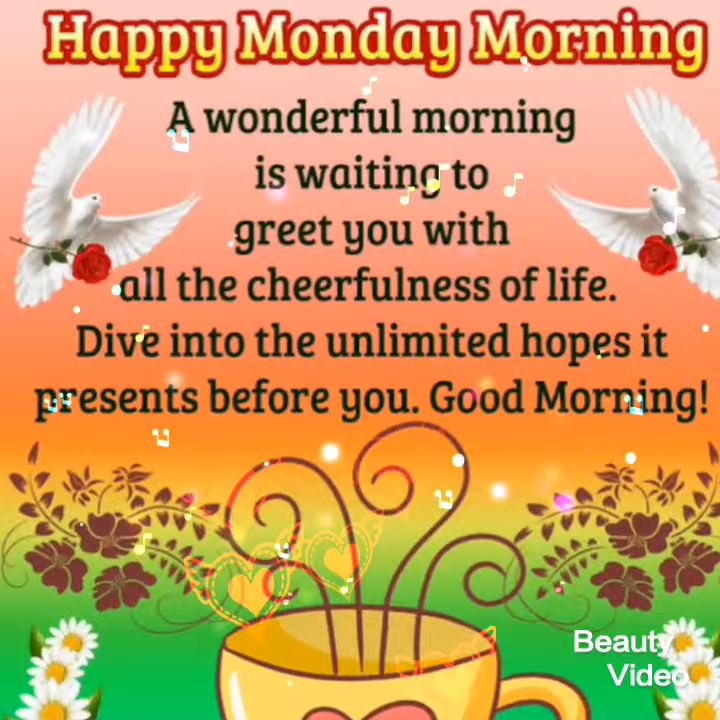 Happy Monday Morning
A wonderful morning
is waiting to
greet you with
all the cheerfulness of life.
Dive into the unlimited hopes it
presents before you. Good Morning!
Beauty
Video